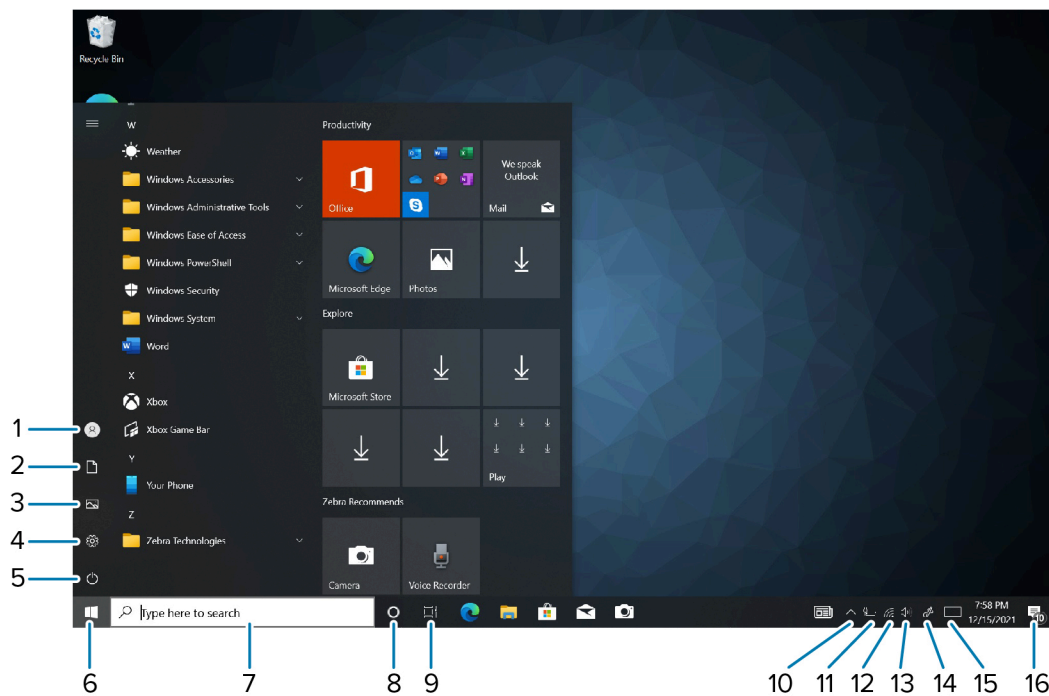 Recycle Bin
W
Weather
Windows Accessories
Windows Administrative Tools
Windows Ease of Access
Windows PowerShell
Windows Security
Windows System
Word
X
Xbox
Xbox Game Bar
Y
Your Phone
Z
Zebra Technologies
Productivity
Office
We speak
Outlook
Mail
Microsoft Edge
Photos
Explore
Microsoft Store
Play
Zebra Recommends
Camera
Voice Recorder
1
2
3
4
5
Type here to search
7:58 PM
12/15/2021
10
6
7
8
9
10
11
12
13
14
15
16